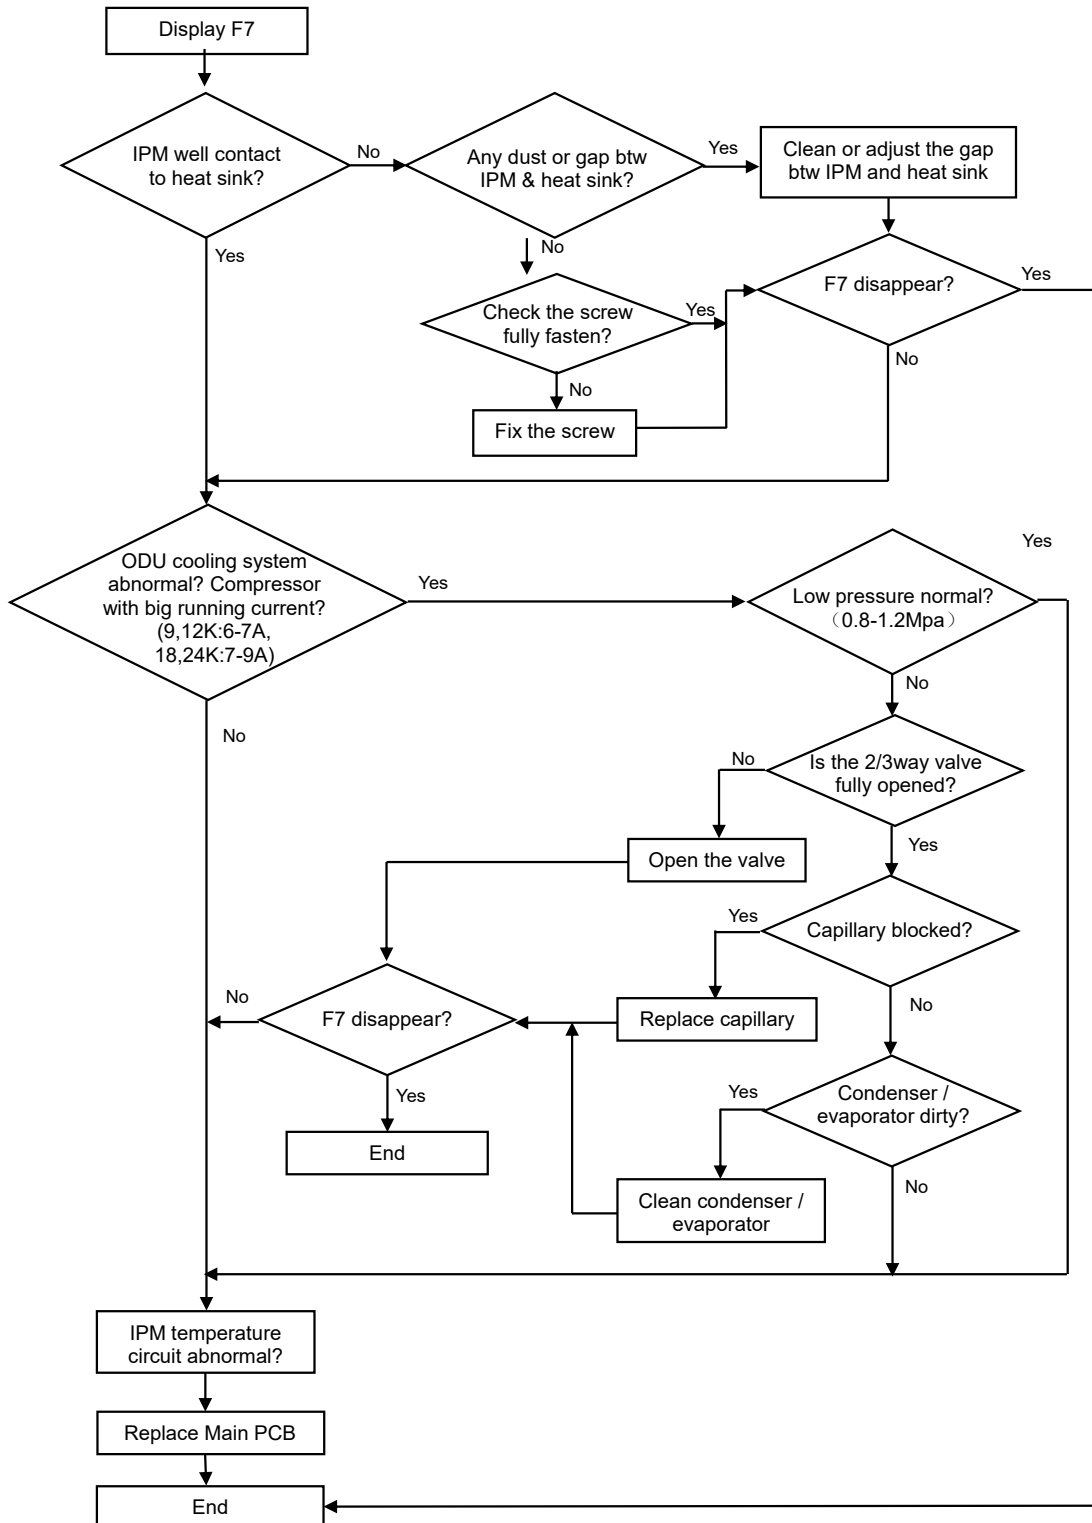 Display F7
IPM well contact
to heat sink?
No
Any dust or gap btw
IPM & heat sink?
Yes
Clean or adjust the gap
btw IPM and heat sink
Yes
No
Check the screw
fully fasten?
Yes
F7 disappear?
Yes
No
No
Fix the screw
ODU cooling system
abnormal? Compressor
with big running current?
(9,12K:6-7A,
18,24K:7-9A)
Yes
Low pressure normal?
（0.8-1.2Mpa）
Yes
No
No
Is the 2/3way valve
fully opened?
No
Open the valve
Yes
Capillary blocked?
Yes
Replace capillary
No
F7 disappear?
No
Yes
End
Condenser /
evaporator dirty?
Yes
Clean condenser /
evaporator
No
IPM temperature
circuit abnormal?
Replace Main PCB
End